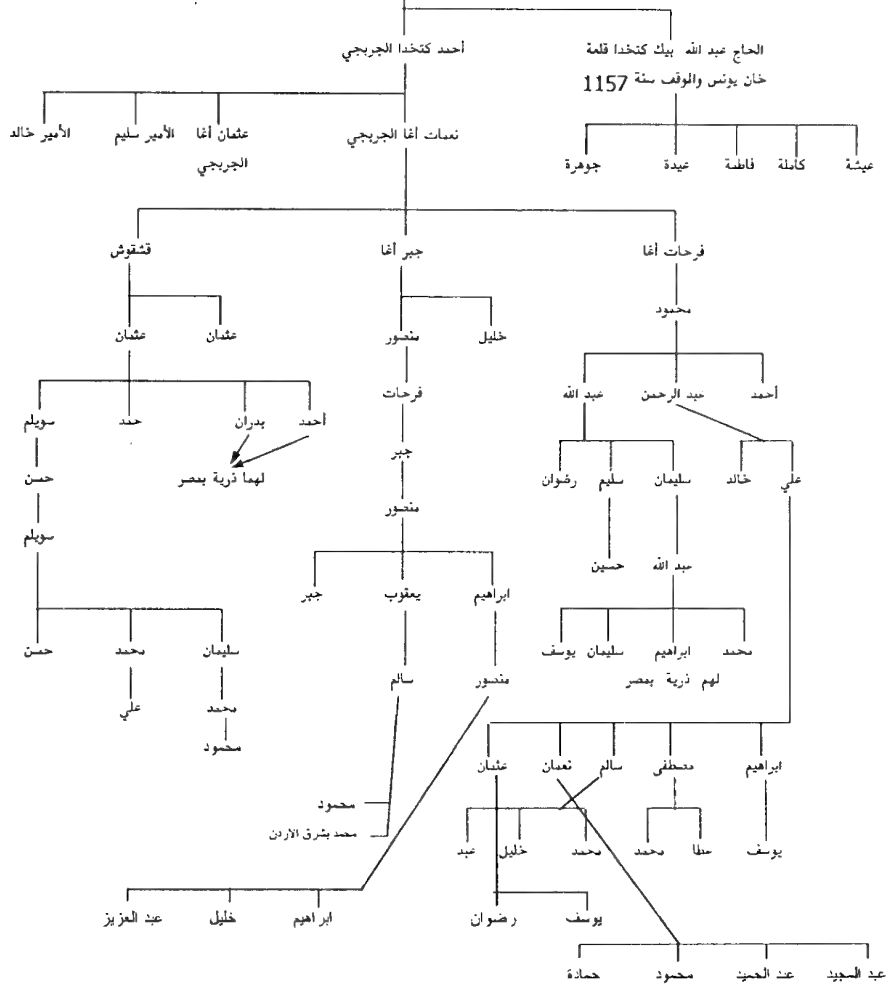 الحاج عبد الله بيك كتخدا قلعة
خان يونس والموقف سنة 1157
أحمد كتخدا الجربجي
عيشة كاملة فاطمة عيدة جوهرة
نعمات أغا الجربجي عثمان أغا الأمير سليم الأمير خالد
الجربجي
فرحات أغا جبر أغا قشقوش
محمود
خليل منصور عثمان عثمان
أحمد عبد الرحمن عبد الله فرحات
أحمد بدران حمد سويلم
جبر
علي خالد سليمان سليم رضوان
لهما ذرية بمصر حسن
منصور
سويلم
عبد الله حسين
ابراهيم يعقوب جبر
محمد ابراهيم سليمان يوسف
سليمان محمد حسن
لهم ذرية بمصر
منصور سالم
محمد علي
محمود
ابراهيم مصطفى سالم نعمان عثمان
محمود
محمد بشرق الاردن
يوسف عطا محمد محمد خليل عبد
يوسف رضوان
ابراهيم خليل عبد العزيز
عبد المجيد عبد الحميد محمود حمادة